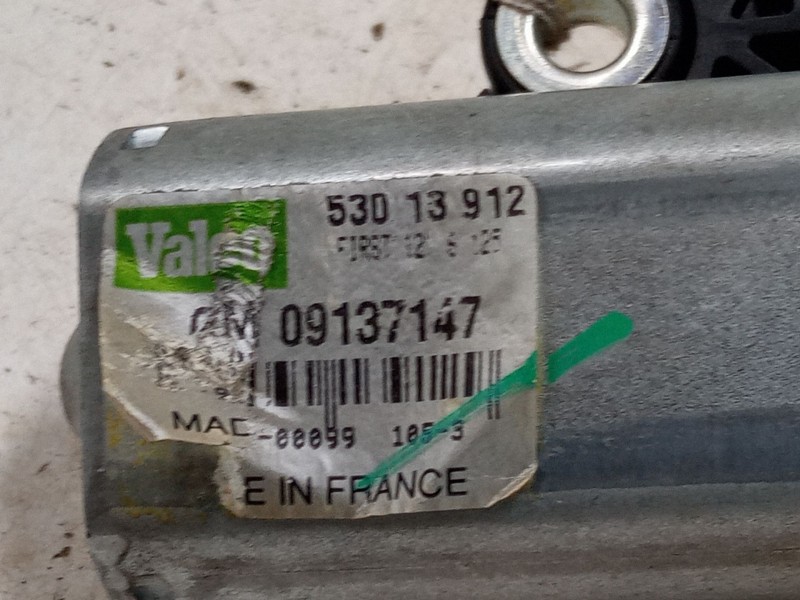 Valeo
530 13 912
GM 09137147
-00099 105-3
MAD
E IN FRANCE